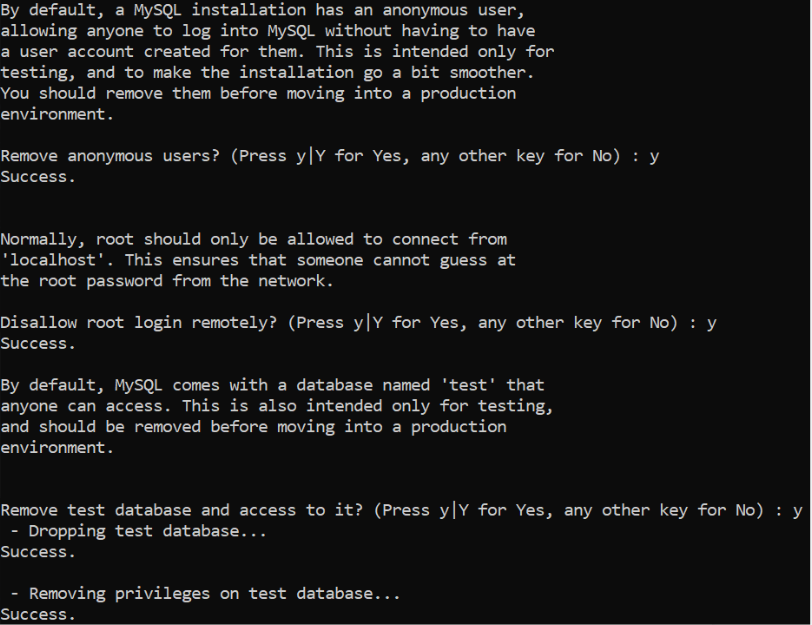 By default, a MySQL installation has an anonymous user,
allowing anyone to log into MySQL without having to have
a user account created for them. This is intended only for
testing, and to make the installation go a bit smoother.
You should remove them before moving into a production
environment.
Remove anonymous users? (Press y|Y for Yes, any other key for No) : y
Success.
Normally, root should only be allowed to connect from
'localhost'. This ensures that someone cannot guess at
the root password from the network.
Disallow root login remotely? (Press y|Y for Yes, any other key for No) : y
Success.
By default, MySQL comes with a database named 'test' that
anyone can access. This is also intended only for testing,
and should be removed before moving into a production
environment.
Remove test database and access to it? (Press y|Y for Yes, any other key for No) : y
- Dropping test database...
Success.
- Removing privileges on test database...
Success.